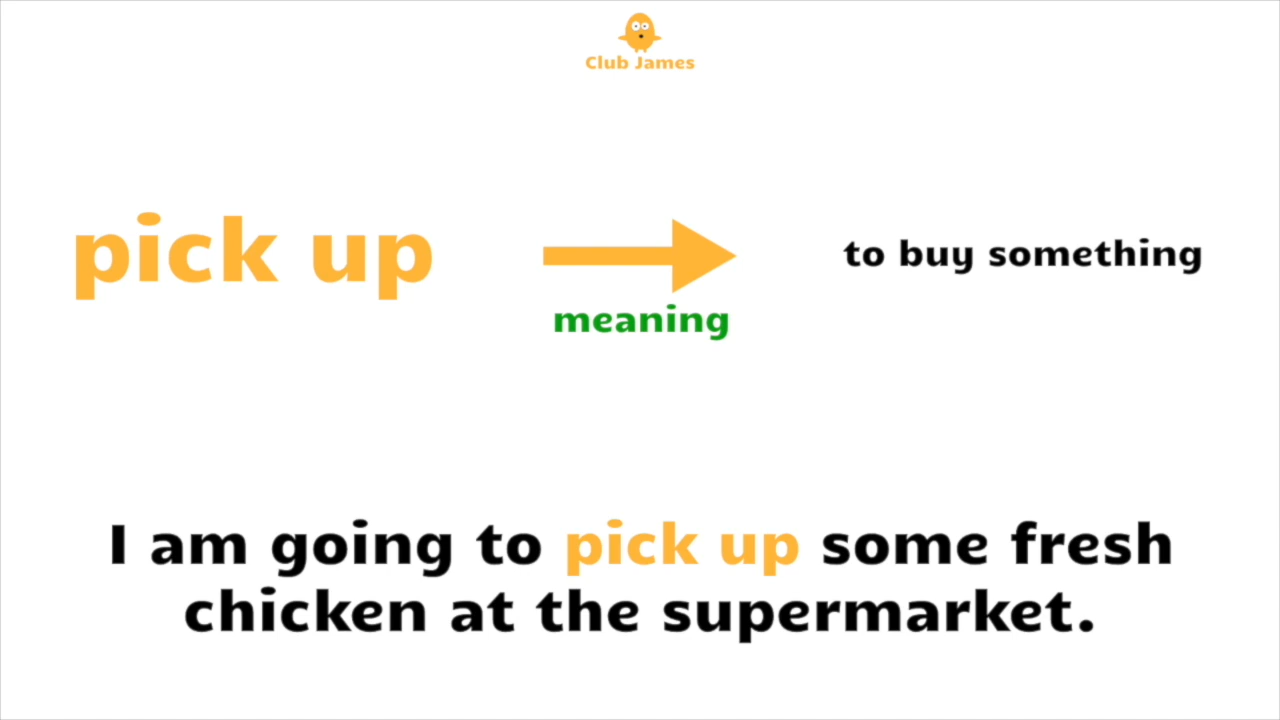 Club James
pick up
to buy something
meaning
I am going to pick up some fresh
chicken at the supermarket.